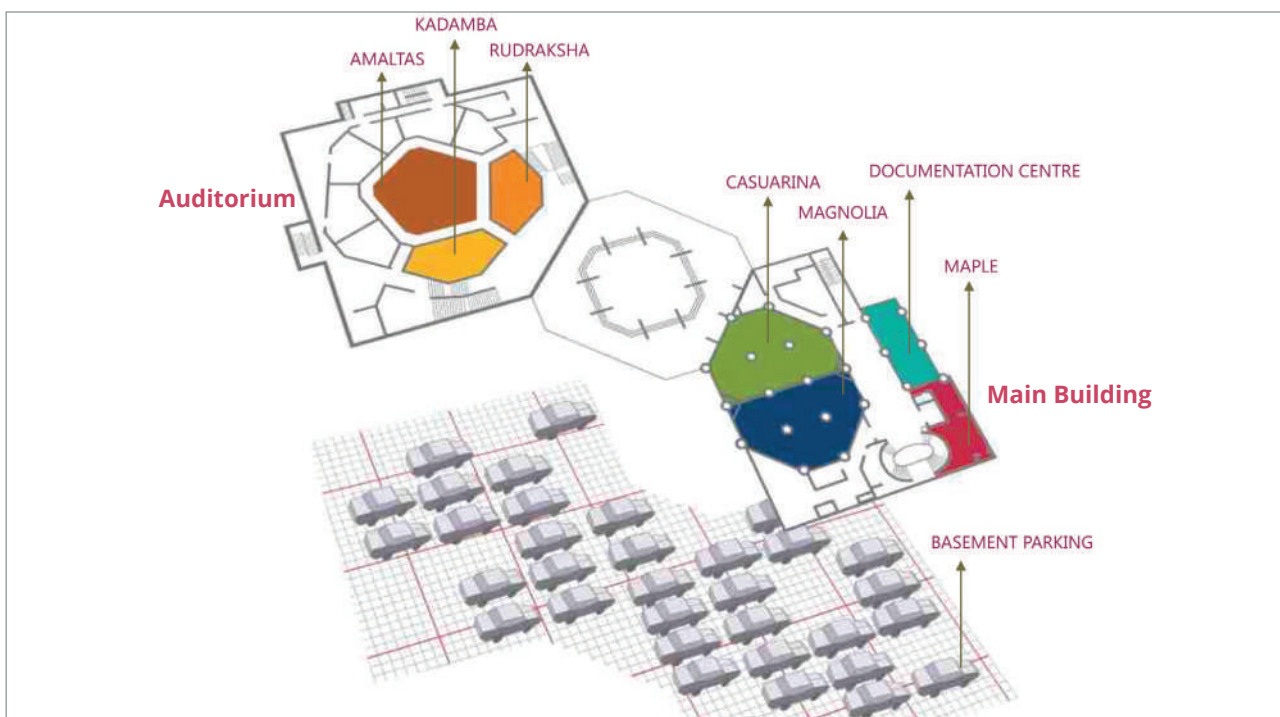 KADAMBA
AMALTAS
RUDRAKSHA
DOCUMENTATION CENTRE
CASUARINA
Auditorium
MAGNOLIA
MAPLE
Main Building
BASEMENT PARKING